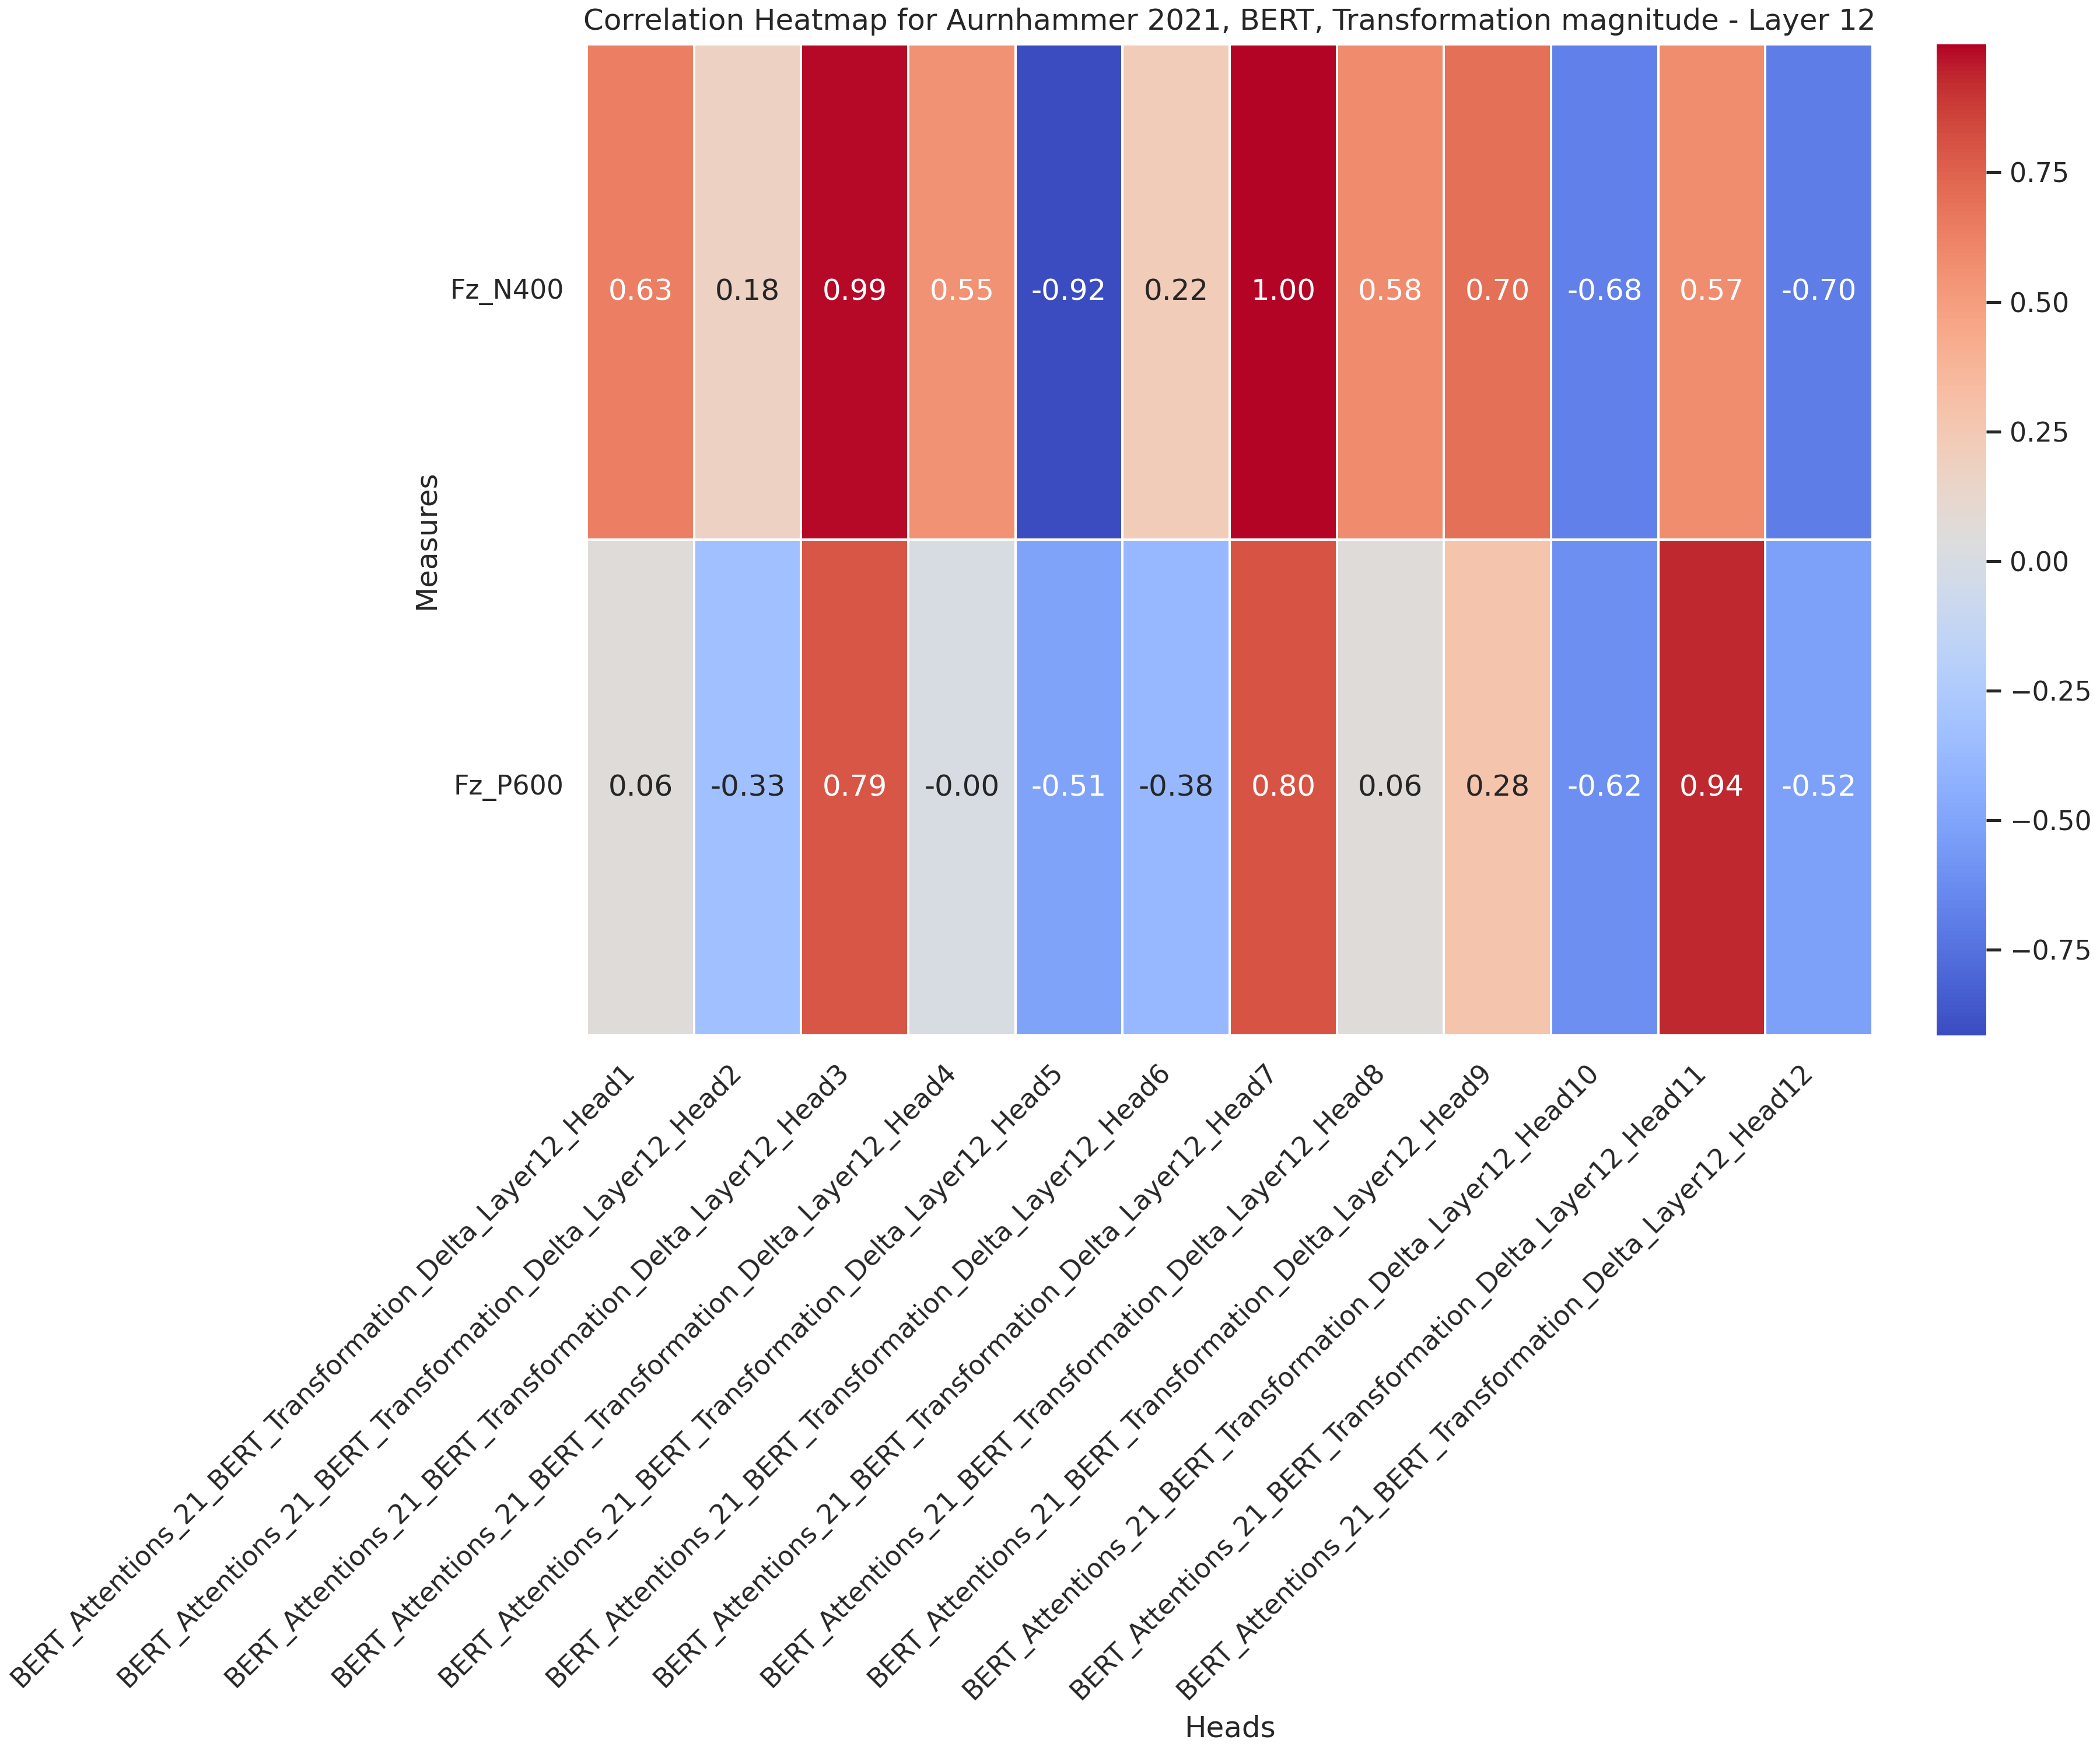 Correlation Heatmap for Aurnhammer 2021, BERT, Transformation magnitude - Layer 12
Measures
Fz_N400
0.63 0.18 0.99 0.55 -0.92 0.22 1.00 0.58 0.70 -0.68 0.57 -0.70
Fz_P600
0.06 -0.33 0.79 -0.00 -0.51 -0.38 0.80 0.06 0.28 -0.62 0.94 -0.52
0.75
0.50
0.25
0.00
−0.25
−0.50
−0.75
BERT_Attentions_21_BERT_Transformation_Delta_Layer12_Head1
BERT_Attentions_21_BERT_Transformation_Delta_Layer12_Head2
BERT_Attentions_21_BERT_Transformation_Delta_Layer12_Head3
BERT_Attentions_21_BERT_Transformation_Delta_Layer12_Head4
BERT_Attentions_21_BERT_Transformation_Delta_Layer12_Head5
BERT_Attentions_21_BERT_Transformation_Delta_Layer12_Head6
BERT_Attentions_21_BERT_Transformation_Delta_Layer12_Head7
BERT_Attentions_21_BERT_Transformation_Delta_Layer12_Head8
BERT_Attentions_21_BERT_Transformation_Delta_Layer12_Head9
BERT_Attentions_21_BERT_Transformation_Delta_Layer12_Head10
BERT_Attentions_21_BERT_Transformation_Delta_Layer12_Head11
BERT_Attentions_21_BERT_Transformation_Delta_Layer12_Head12
Heads